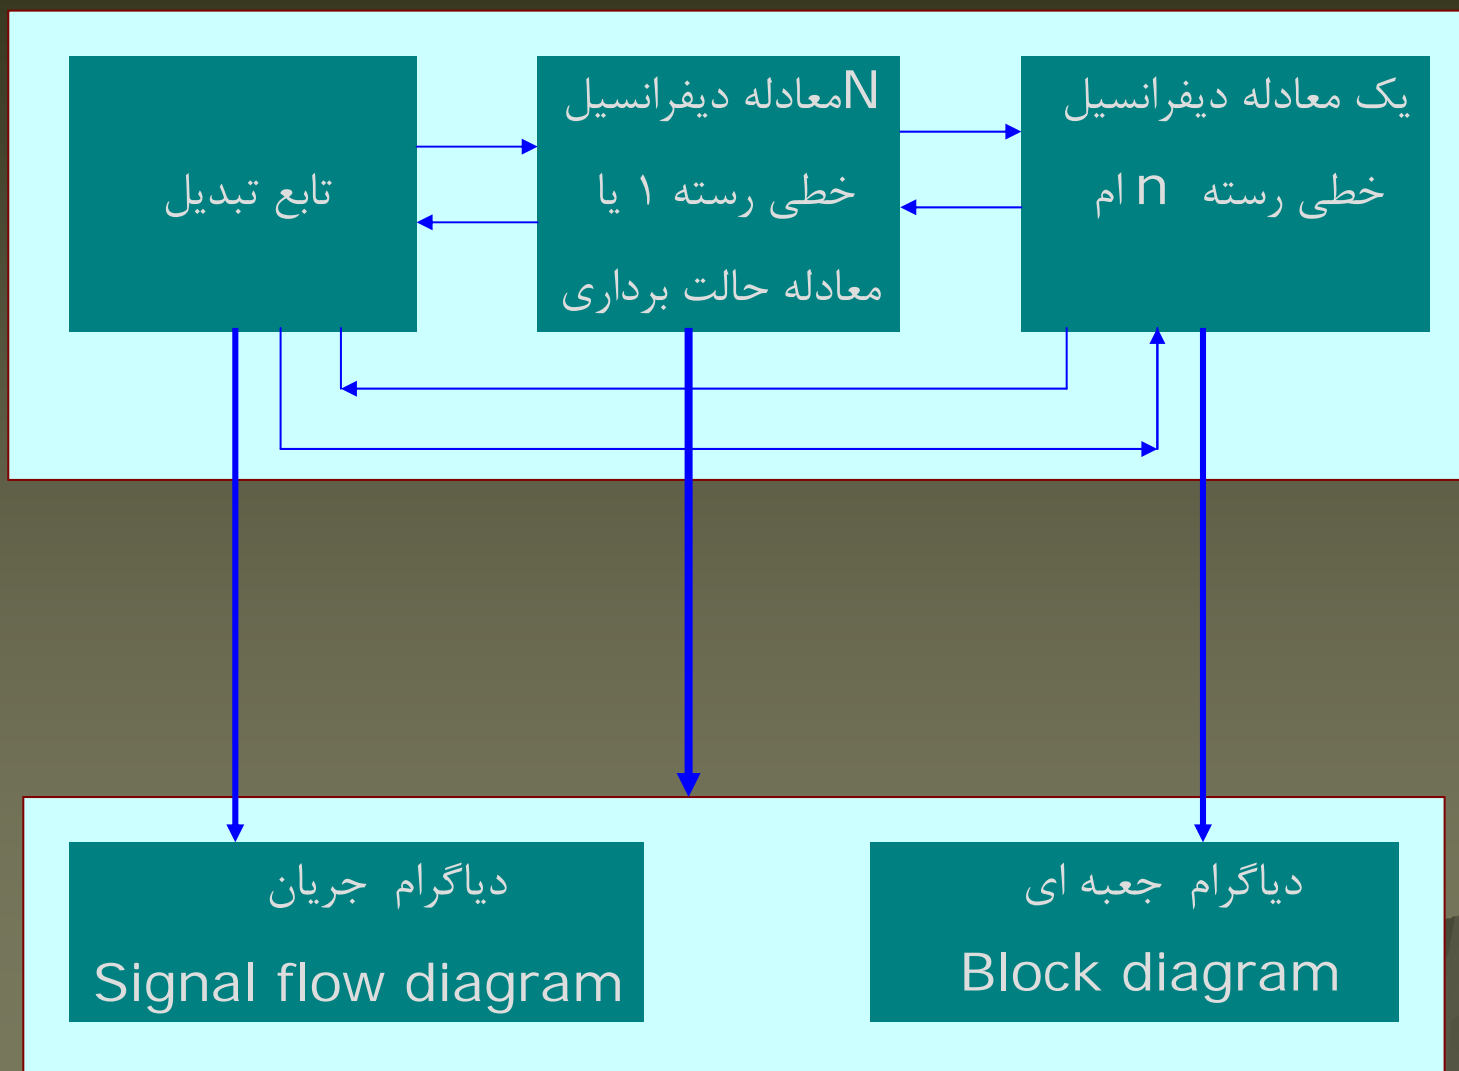 یک معادله دیفرانسیل
خطی رسته n ام
Nمعادله دیفرانسیل
خطی رسته ۱ یا
معادله حالت برداری
تابع تبدیل
دیاگرام جعبه ای
Block diagram
دیاگرام جریان
Signal flow diagram